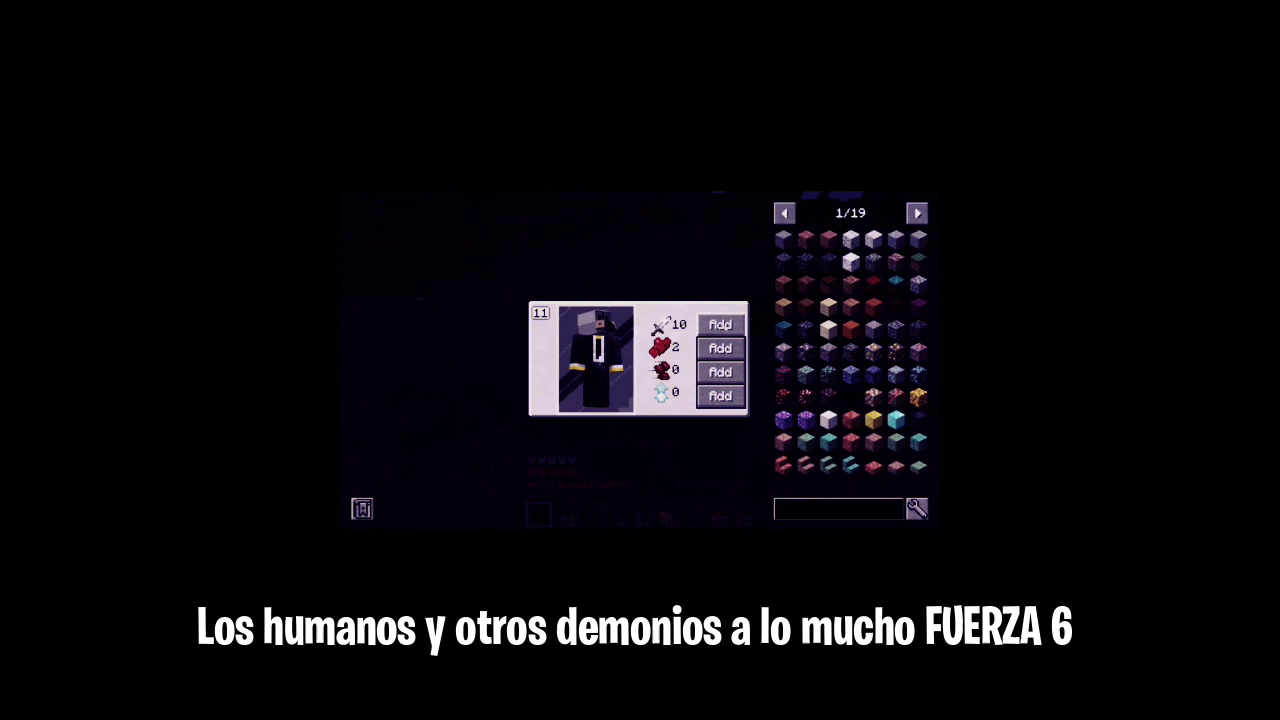 1/19
11
10
Add
2
Add
0
Add
0
Add
Los humanos y otros demonios a lo mucho FUERZA 6